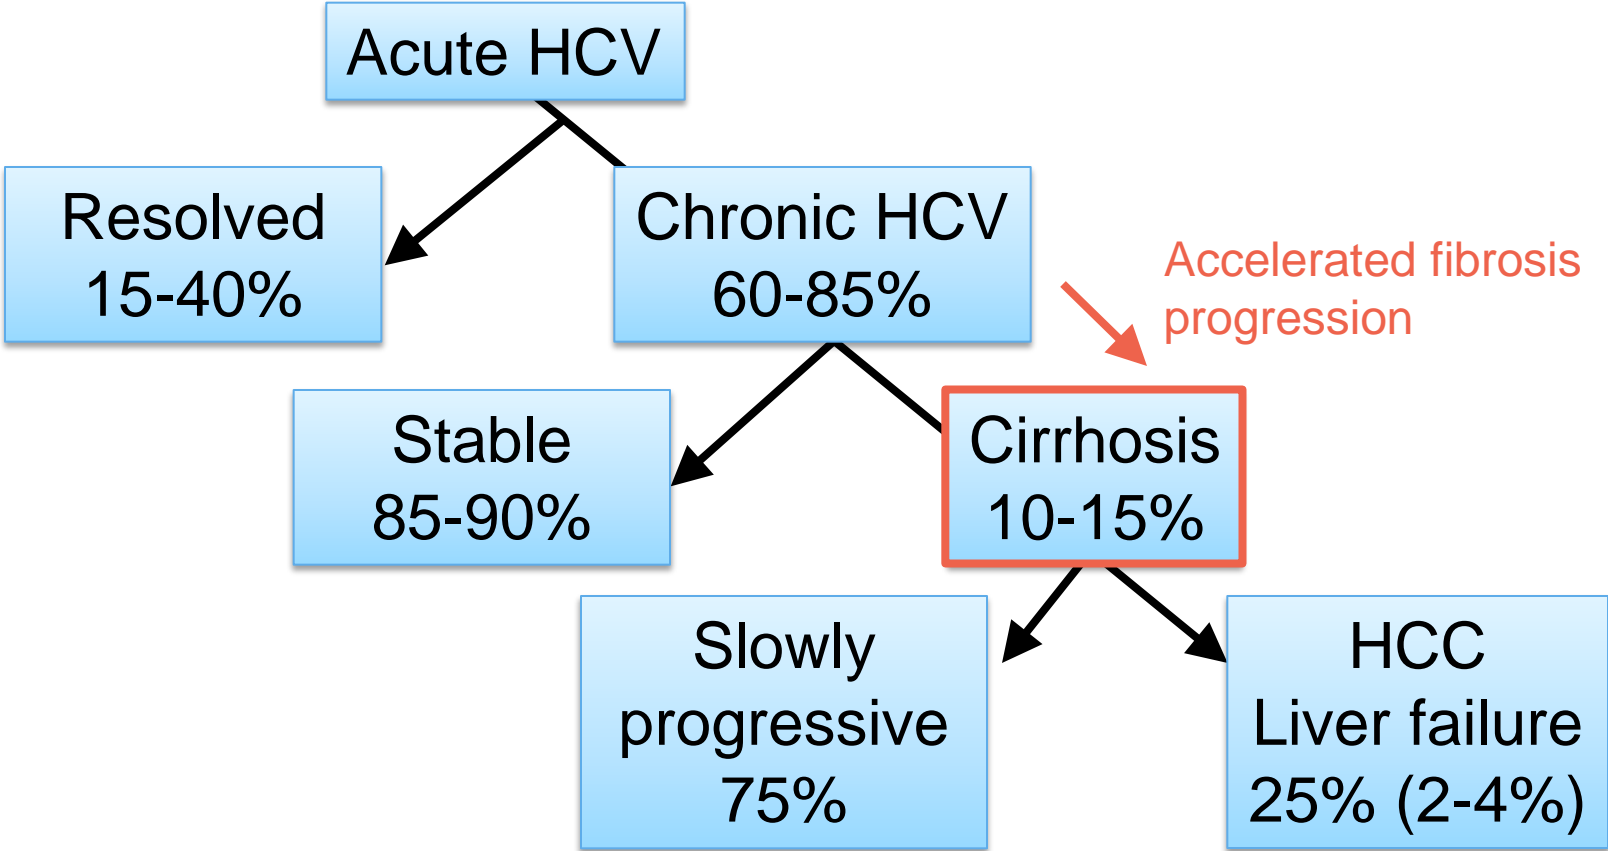 Acute HCV
Resolved
15-40%
Chronic HCV
60-85%
Accelerated fibrosis
progression
Stable
85-90%
Cirrhosis
10-15%
Slowly
progressive
75%
HCC
Liver failure
25% (2-4%)